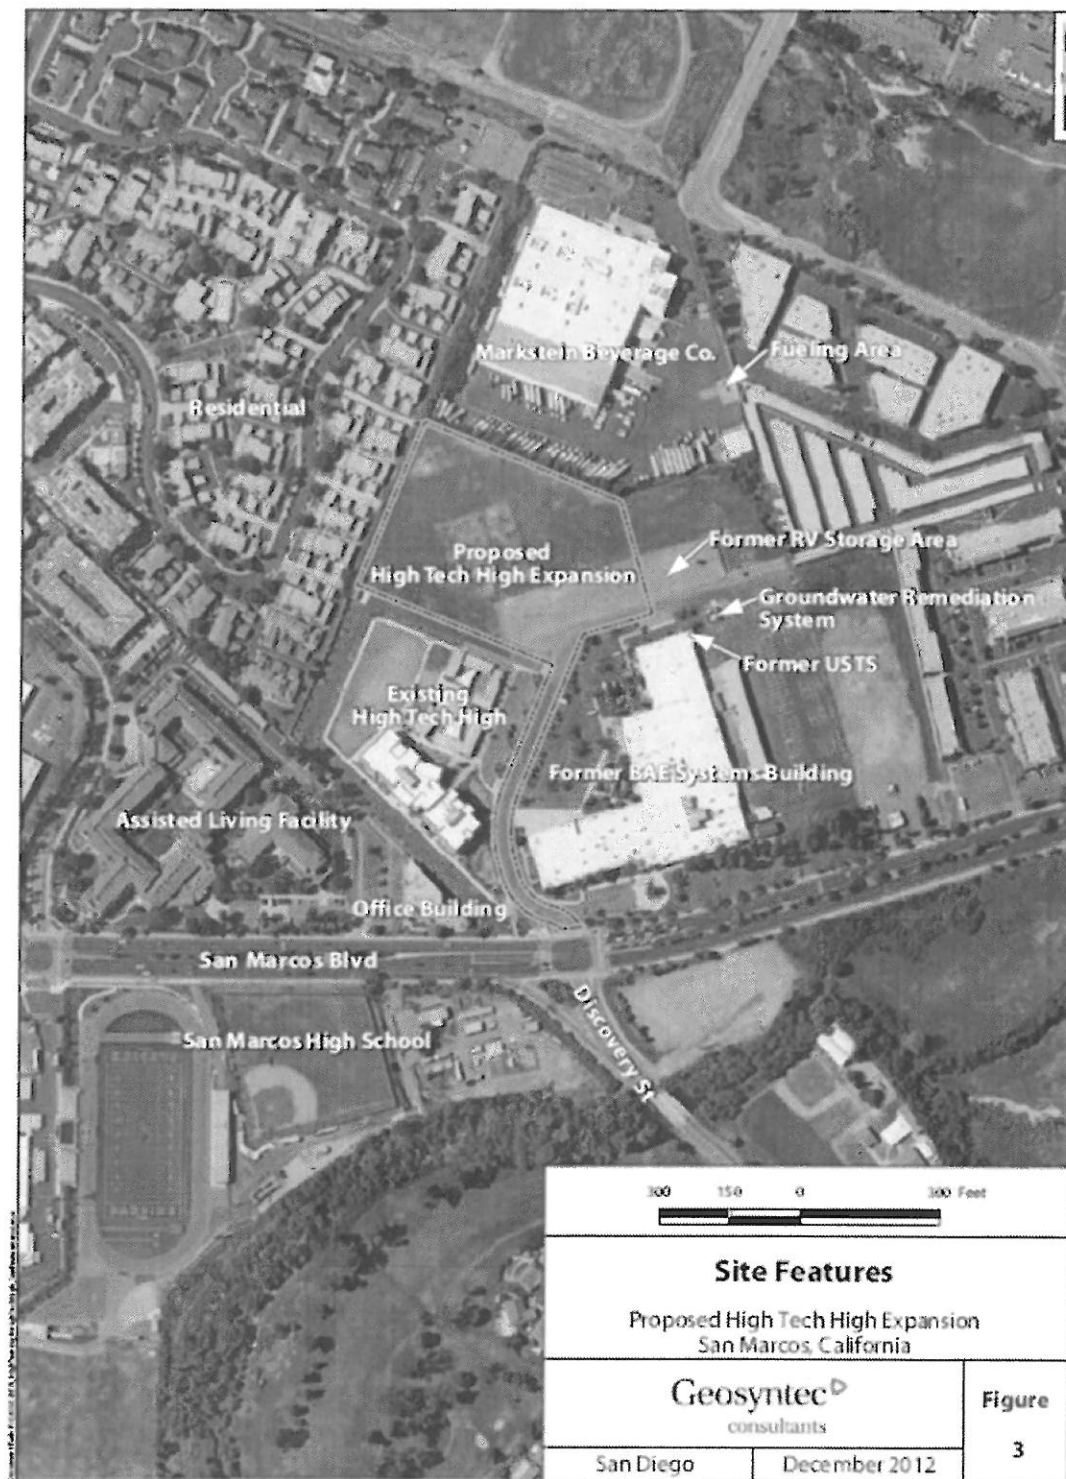 Markstein Beverage Co.
Fueling Area
Residential
Former RV Storage Area
Proposed
High Tech High Expansion
Groundwater Remediation
System
Former USTS
Existing
High Tech High
Former BAE Systems Building
Assisted Living Facility
Office Building
San Marcos Blvd
Discovery St
San Marcos High School
300 150 0 300 Feet
Site Features
Proposed High Tech High Expansion
San Marcos, California
Geosyntec
consultants
Figure
3
San Diego
December 2012